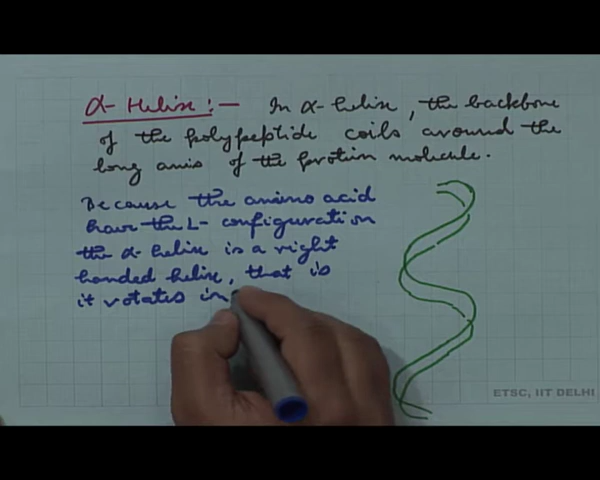 α- Helix :- In α-helix, the backbone
of the polypeptide coils around the
long axis of the protein molecule.
Because the amino acid
have the L- configuration
the α-helix is a right
handed helix, that is
it rotates in
ETSC, IIT DELHI